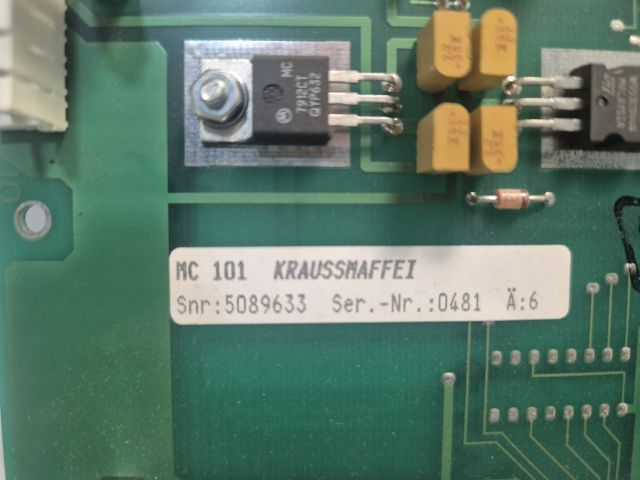 MC
7912CT
QYP632
MC 101 KRAUSSMAFFEI
Snr:5089633 Ser.-Nr.:0481 Ä:6